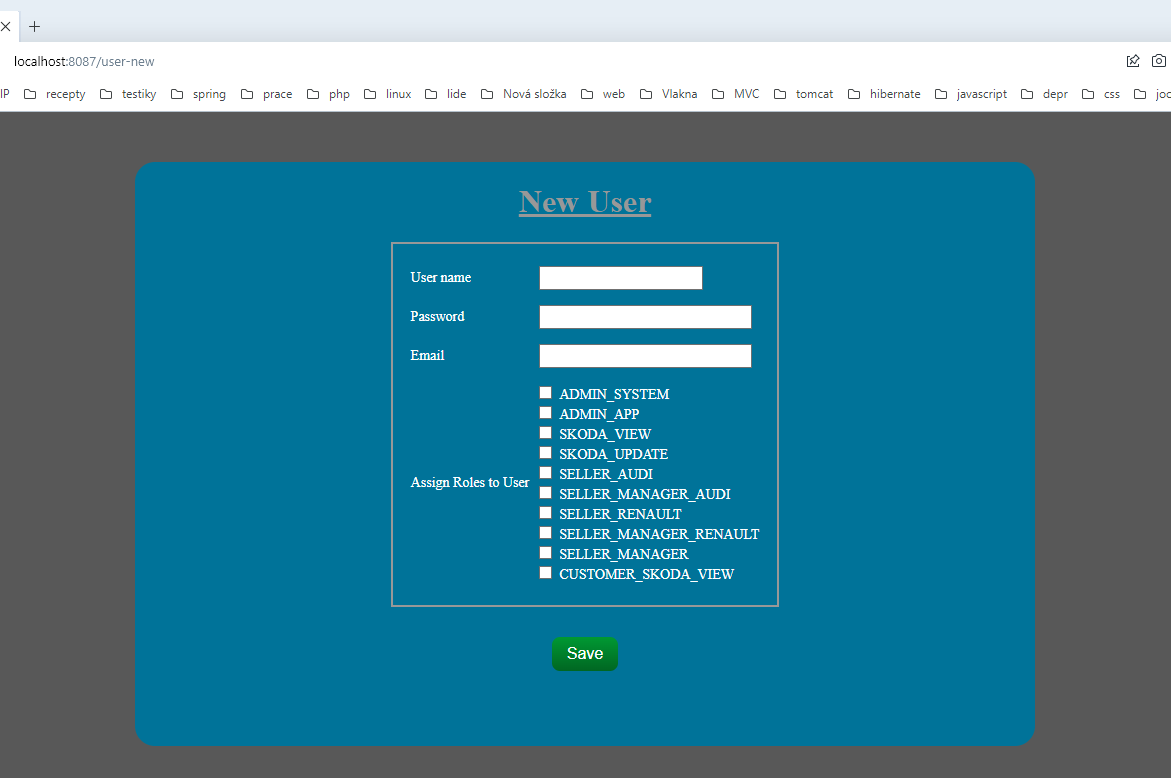 localhost:8087/user-new
IP recepty testiky spring prace php linux lide Nová složka web Vlakna MVC tomcat hibernate javascript depr css
New User
User name
Password
Email
Assign Roles to User
ADMIN_SYSTEM
ADMIN_APP
SKODA_VIEW
SKODA_UPDATE
SELLER_AUDI
SELLER_MANAGER_AUDI
SELLER_RENAULT
SELLER_MANAGER_RENAULT
SELLER_MANAGER
CUSTOMER_SKODA_VIEW
Save